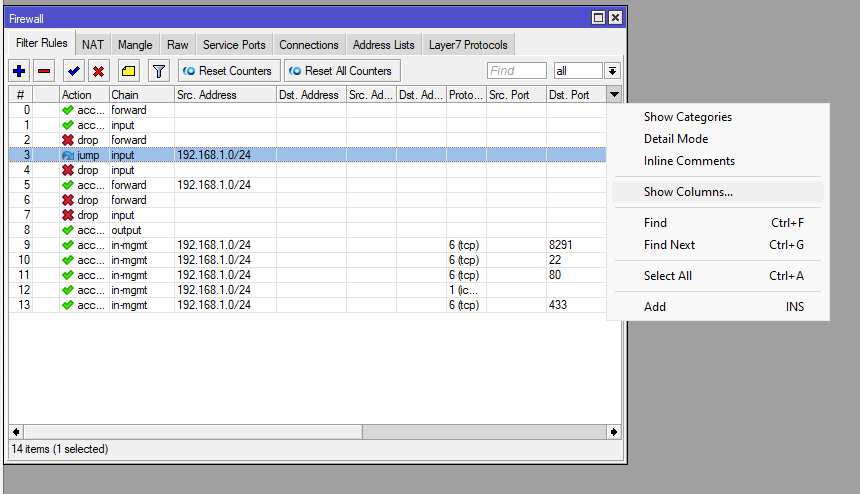 Firewall
Filter Rules NAT Mangle Raw Service Ports Connections Address Lists Layer7 Protocols
Reset Counters Reset All Counters Find all
# Action Chain Src. Address Dst. Address Src. Ad... Dst. Ad... Proto... Src. Port Dst. Port
0 acc... forward
1 acc... input
2 drop forward
3 jump input 192.168.1.0/24
4 drop input
5 acc... forward 192.168.1.0/24
6 drop forward
7 drop input
8 acc... output
9 acc... in-mgmt 192.168.1.0/24 6 (tcp) 8291
10 acc... in-mgmt 192.168.1.0/24 6 (tcp) 22
11 acc... in-mgmt 192.168.1.0/24 6 (tcp) 80
12 acc... in-mgmt 192.168.1.0/24 1 (ic...
13 acc... in-mgmt 192.168.1.0/24 6 (tcp) 433
14 items (1 selected)
Show Categories
Detail Mode
Inline Comments
Show Columns...
Find Ctrl+F
Find Next Ctrl+G
Select All Ctrl+A
Add INS